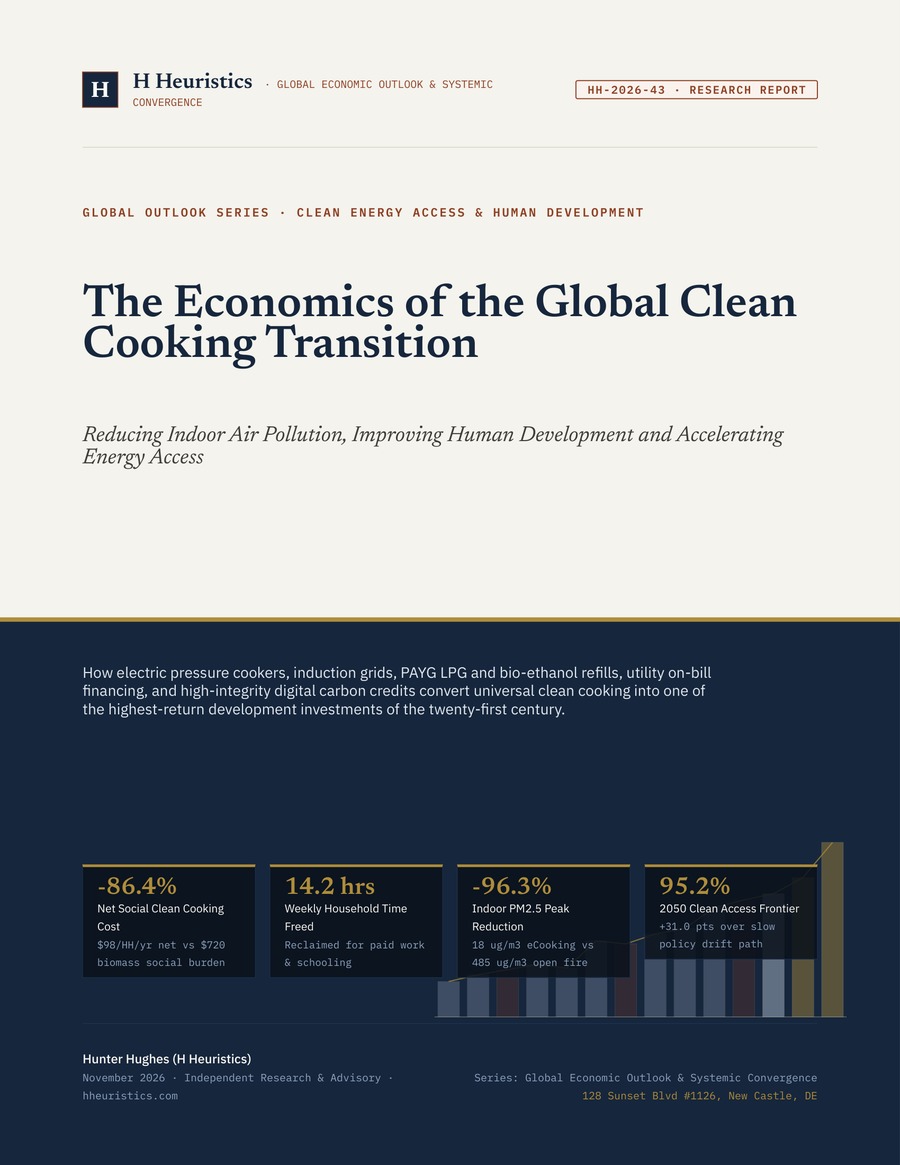 H
H Heuristics · GLOBAL ECONOMIC OUTLOOK & SYSTEMIC
CONVERGENCE
HH-2026-43 · RESEARCH REPORT
GLOBAL OUTLOOK SERIES · CLEAN ENERGY ACCESS & HUMAN DEVELOPMENT
The Economics of the Global Clean
Cooking Transition
Reducing Indoor Air Pollution, Improving Human Development and Accelerating
Energy Access
How electric pressure cookers, induction grids, PAYG LPG and bio-ethanol refills, utility on-bill
financing, and high-integrity digital carbon credits convert universal clean cooking into one of
the highest-return development investments of the twenty-first century.
-86.4%
Net Social Clean Cooking
Cost
$98/HH/yr net vs $720
biomass social burden
14.2 hrs
Weekly Household Time
Freed
Reclaimed for paid work
& schooling
-96.3%
Indoor PM2.5 Peak
Reduction
18 ug/m3 eCooking vs
485 ug/m3 open fire
95.2%
2050 Clean Access Frontier
+31.0 pts over slow
policy drift path
Hunter Hughes (H Heuristics)
November 2026 · Independent Research & Advisory ·
hheuristics.com
Series: Global Economic Outlook & Systemic Convergence
128 Sunset Blvd #1126, New Castle, DE